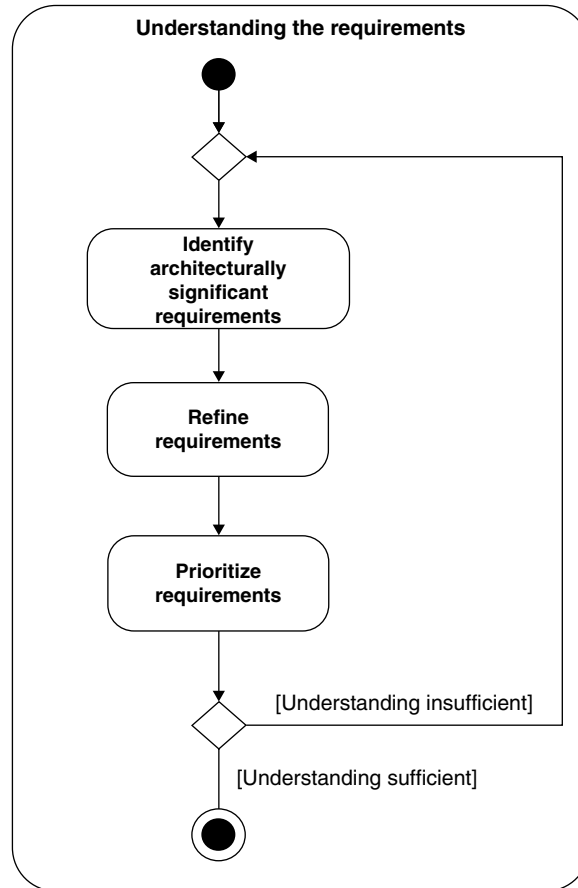 Understanding the requirements
Identify
architecturally
significant
requirements
Refine
requirements
Prioritize
requirements
[Understanding insufficient]
[Understanding sufficient]